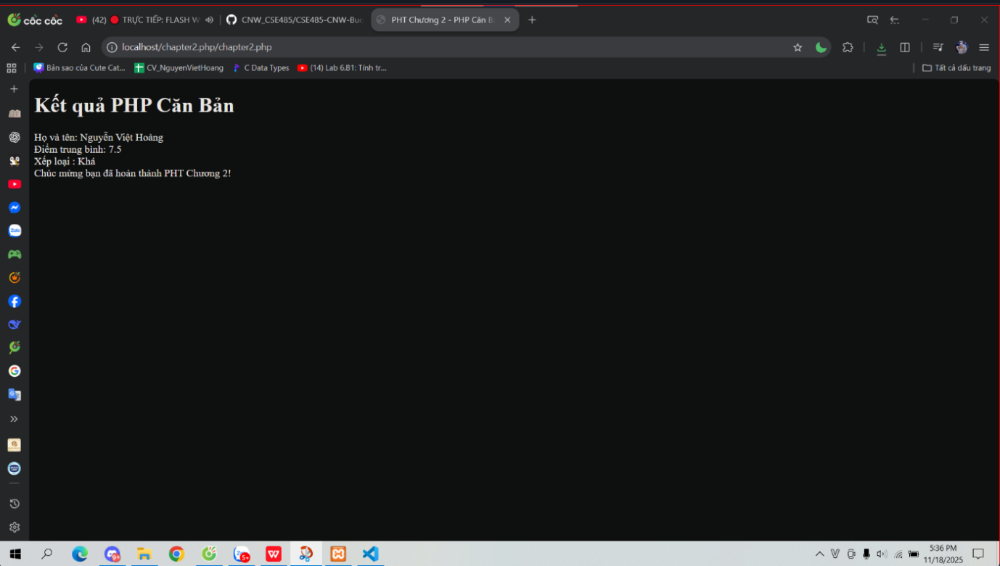 cốc cốc
(42) 🔴 TRỰC TIẾP: FLASH W
CNW_CSE485/CSE485-CNW-Buo
PHT Chương 2 - PHP Căn B
localhost/chapter2.php/chapter2.php
Bản sao của Cute Cat...
CV_NguyenVietHoang
C Data Types
(14) Lab 6.B1: Tính tr...
Tất cả dấu trang
Kết quả PHP Căn Bản
Họ và tên: Nguyễn Việt Hoàng
Điểm trung bình: 7.5
Xếp loại : Khá
Chúc mừng bạn đã hoàn thành PHT Chương 2!
Zalo
9+
5+
5:36 PM
11/18/2025